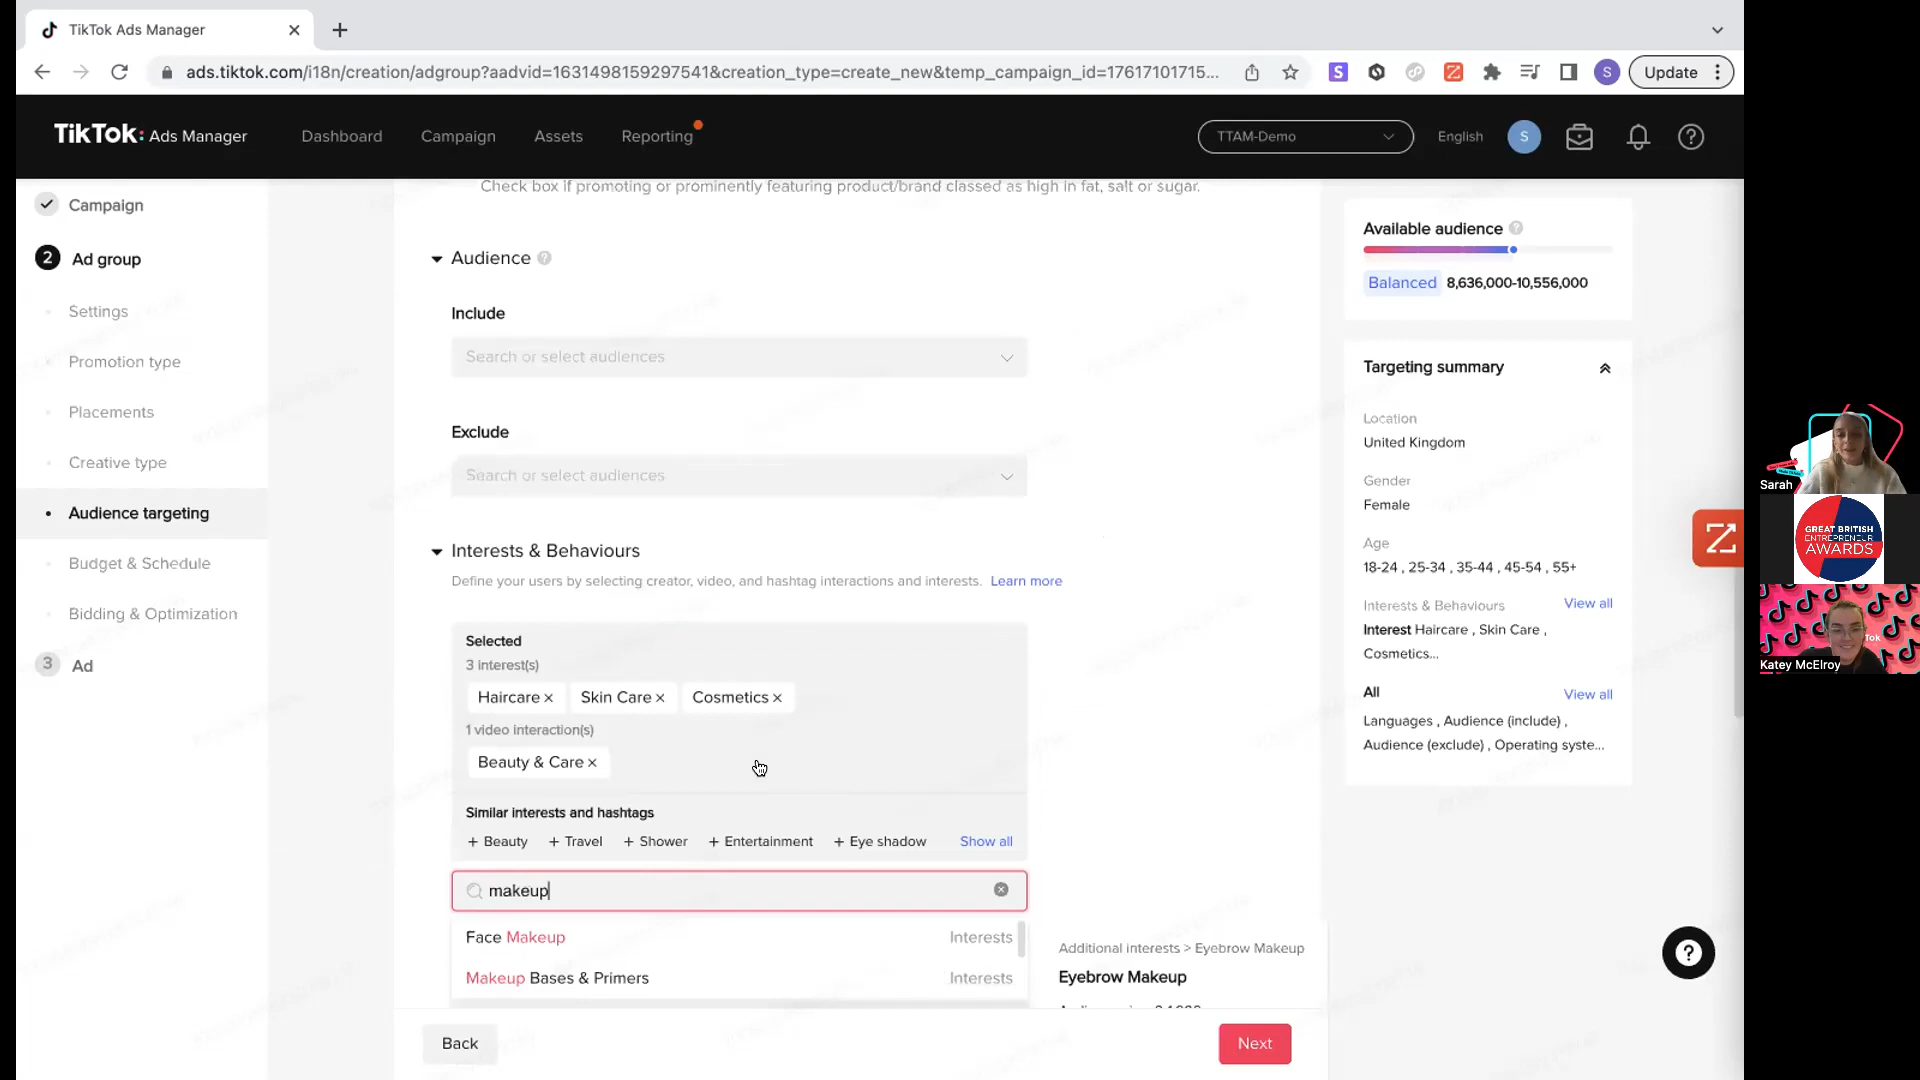 TikTok Ads Manager
ads.tiktok.com/i18n/creation/adgroup?aadvid=1631498159297541&creation_type=create_new&temp_campaign_id=17617101715...
S
S
Update
TikTok: Ads Manager
Dashboard
Campaign
Assets
Reporting
TTAM-Demo
English
S
Campaign
2 Ad group
Settings
Promotion type
Placements
Creative type
Audience targeting
Budget & Schedule
Bidding & Optimization
3 Ad
Check box if promoting or prominently featuring product/brand classed as high in fat, salt or sugar.
Audience
Include
Search or select audiences
Exclude
Search or select audiences
Interests & Behaviours
Define your users by selecting creator, video, and hashtag interactions and interests. Learn more
Selected
3 interest(s)
Haircare × Skin Care × Cosmetics ×
1 video interaction(s)
Beauty & Care ×
Similar interests and hashtags
+ Beauty + Travel + Shower + Entertainment + Eye shadow Show all
makeup
Face Makeup Interests
Makeup Bases & Primers Interests
Additional interests > Eyebrow Makeup
Eyebrow Makeup
Back
Next
Available audience
Balanced 8,636,000-10,556,000
Targeting summary
Location
United Kingdom
Gender
Female
Age
18-24 , 25-34 , 35-44 , 45-54 , 55+
Interests & Behaviours View all
Interest Haircare , Skin Care ,
Cosmetics...
All View all
Languages , Audience (include) ,
Audience (exclude) , Operating syste...
Sarah
GREAT BRITISH
ENTREPRENEUR
AWARDS
Tok
Katey McElroy